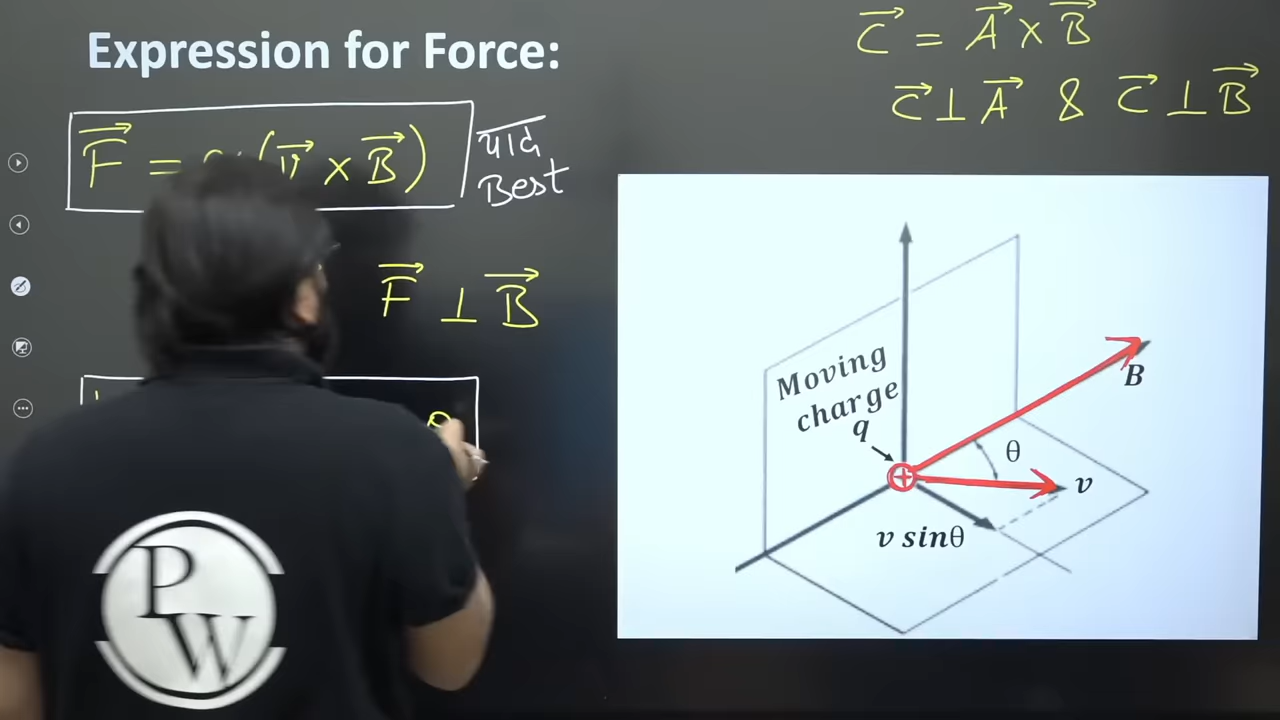 Expression for Force:
C⃗ = A⃗ × B⃗
C⃗ ⊥ A⃗ & C⃗ ⊥ B⃗
F⃗ = (v⃗ × B⃗)
याद
Best
F⃗ ⊥ B⃗
Moving
charge
q
B
θ
v
v sinθ
P
W